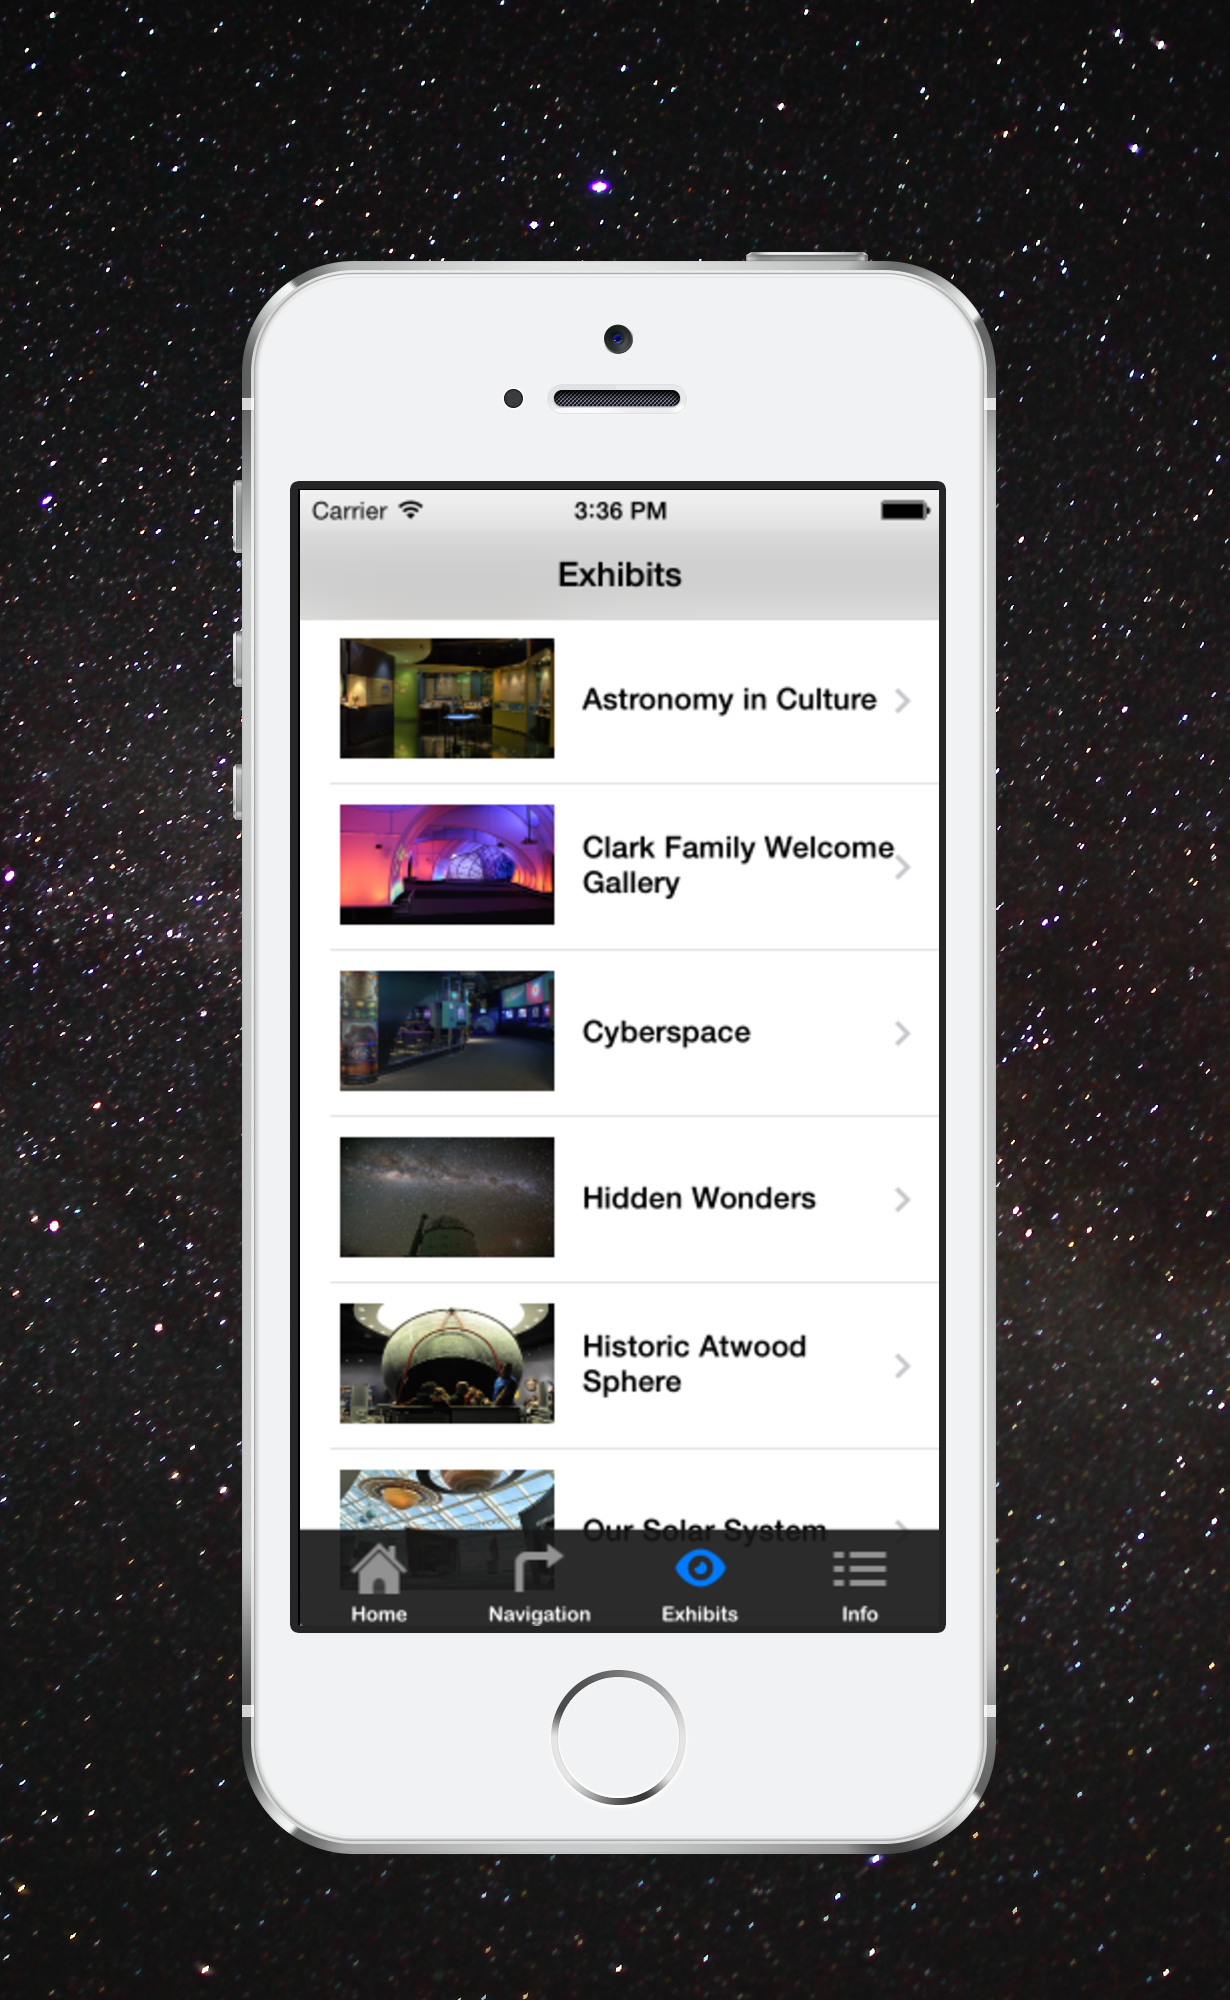 Carrier 3:36 PM
Exhibits
Astronomy in Culture
Clark Family Welcome
Gallery
Cyberspace
Hidden Wonders
Historic Atwood
Sphere
Our Solar System
Home Navigation Exhibits Info